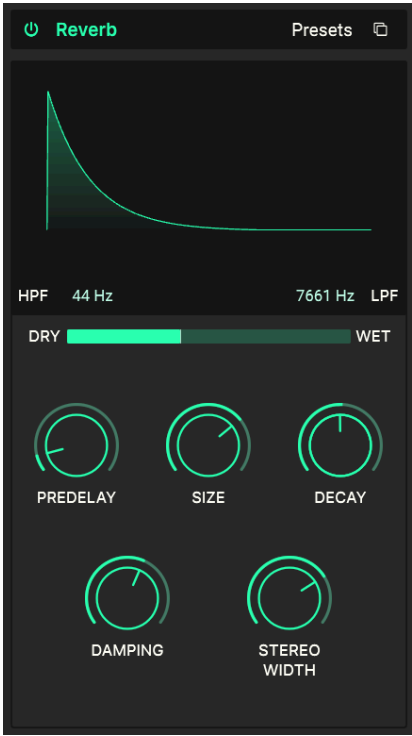 Reverb Presets
HPF 44 Hz 7661 Hz LPF
DRY WET
PREDELAY SIZE DECAY
DAMPING STEREO
WIDTH